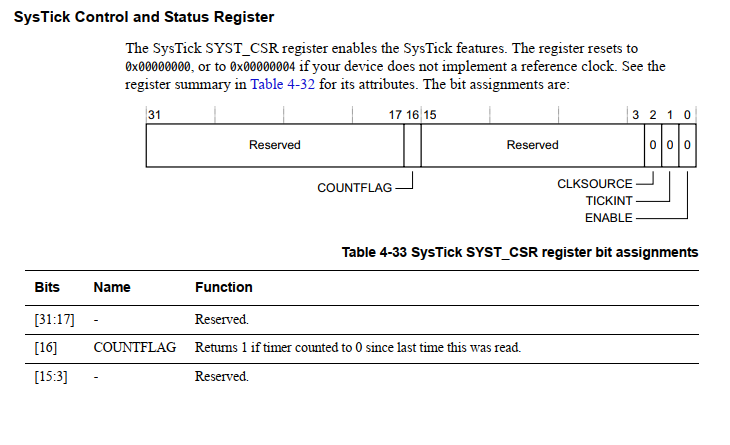 SysTick Control and Status Register
The SysTick SYST_CSR register enables the SysTick features. The register resets to
0x00000000, or to 0x00000004 if your device does not implement a reference clock. See the
register summary in Table 4-32 for its attributes. The bit assignments are:
31 17 16 15 3 2 1 0
Reserved Reserved 0 0 0
COUNTFLAG CLKSOURCE
TICKINT
ENABLE
Table 4-33 SysTick SYST_CSR register bit assignments
Bits Name Function
[31:17] - Reserved.
[16] COUNTFLAG Returns 1 if timer counted to 0 since last time this was read.
[15:3] - Reserved.